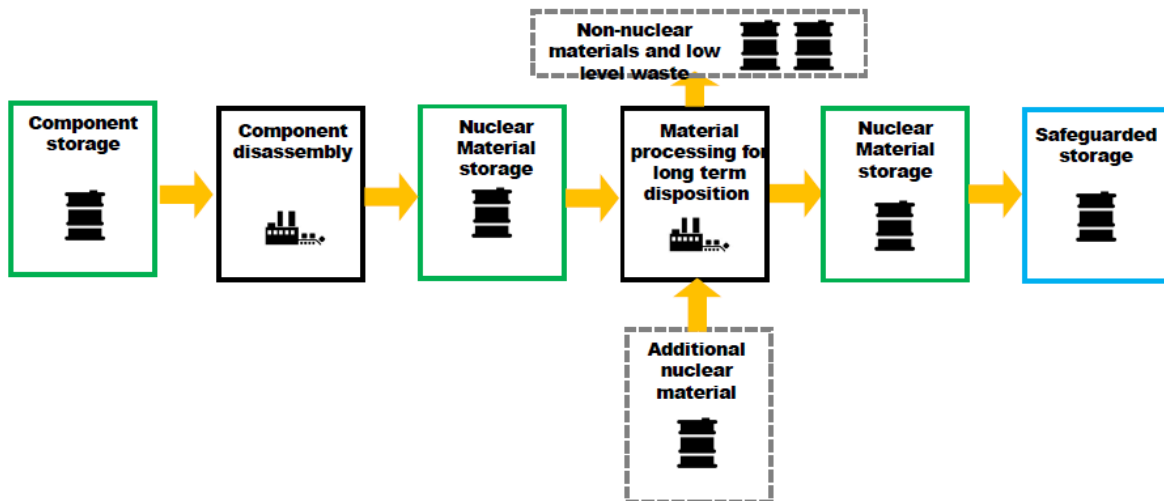 Non-nuclear
materials and low
level waste
Component
storage
Component
disassembly
Nuclear
Material
storage
Material
processing for
long term
disposition
Nuclear
Material
storage
Safeguarded
storage
Additional
nuclear
material